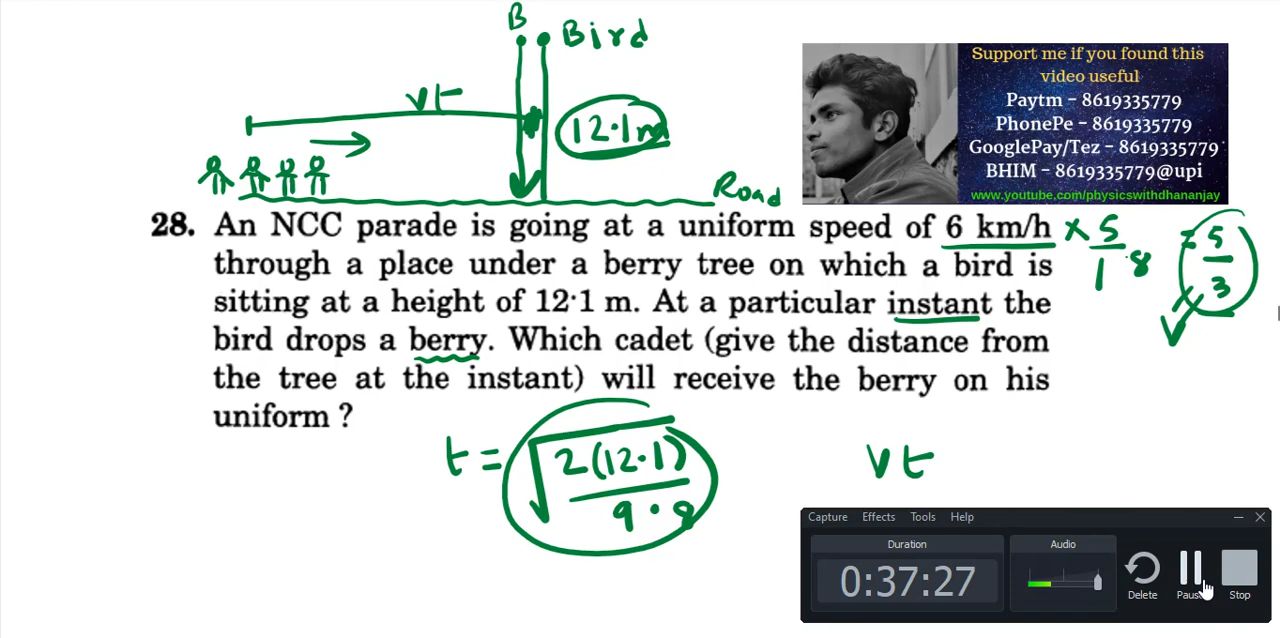 B
Bird
vt
12.1m
Road
Support me if you found this
video useful
Paytm – 8619335779
PhonePe – 8619335779
GooglePay/Tez – 8619335779
BHIM – 8619335779@upi
www.youtube.com/physicswithdhananjay
28. An NCC parade is going at a uniform speed of 6 km/h × 5/18 = 5/3
through a place under a berry tree on which a bird is
sitting at a height of 12·1 m. At a particular instant the
bird drops a berry. Which cadet (give the distance from
the tree at the instant) will receive the berry on his
uniform ?
t = √(2(12.1)/9.8)
vt
Capture Effects Tools Help
Duration
Audio
0:37:27
Delete
Pause
Stop